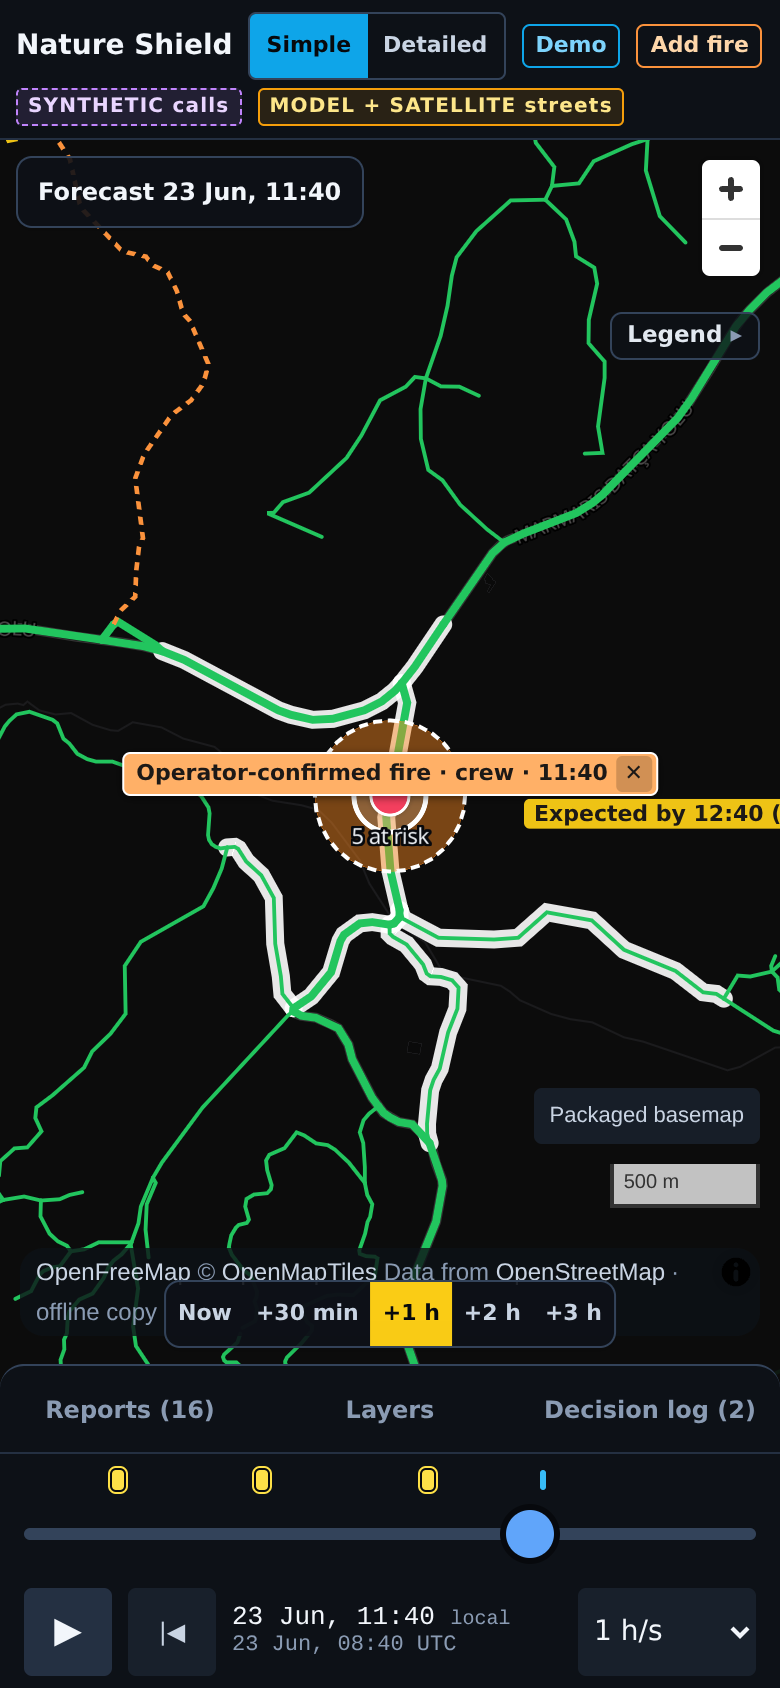 Nature Shield
Simple
Detailed
Demo
Add fire
SYNTHETIC calls
MODEL + SATELLITE streets
Forecast 23 Jun, 11:40
+
−
Legend ▸
Operator-confirmed fire · crew · 11:40 ✕
Expected by 12:40 (
5 at risk
Packaged basemap
500 m
OpenFreeMap © OpenMapTiles Data from OpenStreetMap ·
offline copy
Now
+30 min
+1 h
+2 h
+3 h
Reports (16)
Layers
Decision log (2)
23 Jun, 11:40 local
23 Jun, 08:40 UTC
1 h/s